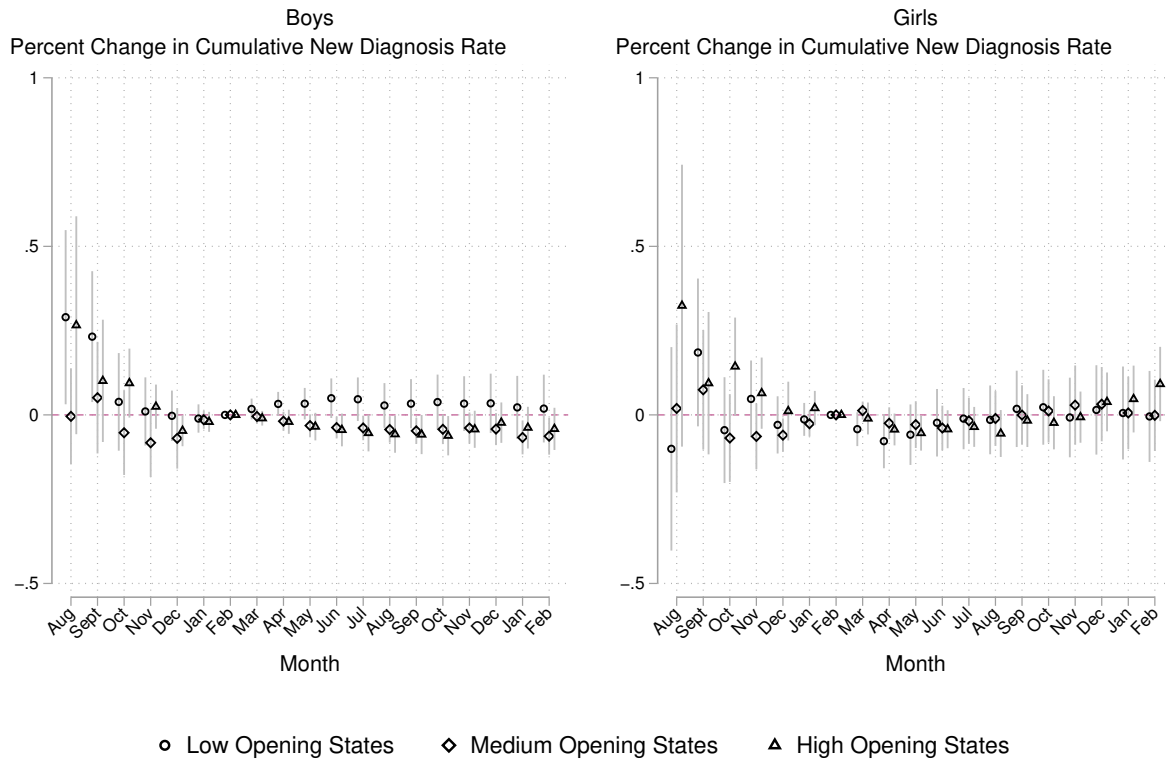 Boys
Percent Change in Cumulative New Diagnosis Rate
1
.5
0
−.5
Aug Sept Oct Nov Dec Jan Feb Mar Apr May Jun Jul Aug Sep Oct Nov Dec Jan Feb
Month
Girls
Percent Change in Cumulative New Diagnosis Rate
1
.5
0
−.5
Aug Sept Oct Nov Dec Jan Feb Mar Apr May Jun Jul Aug Sep Oct Nov Dec Jan Feb
Month
Low Opening States Medium Opening States High Opening States